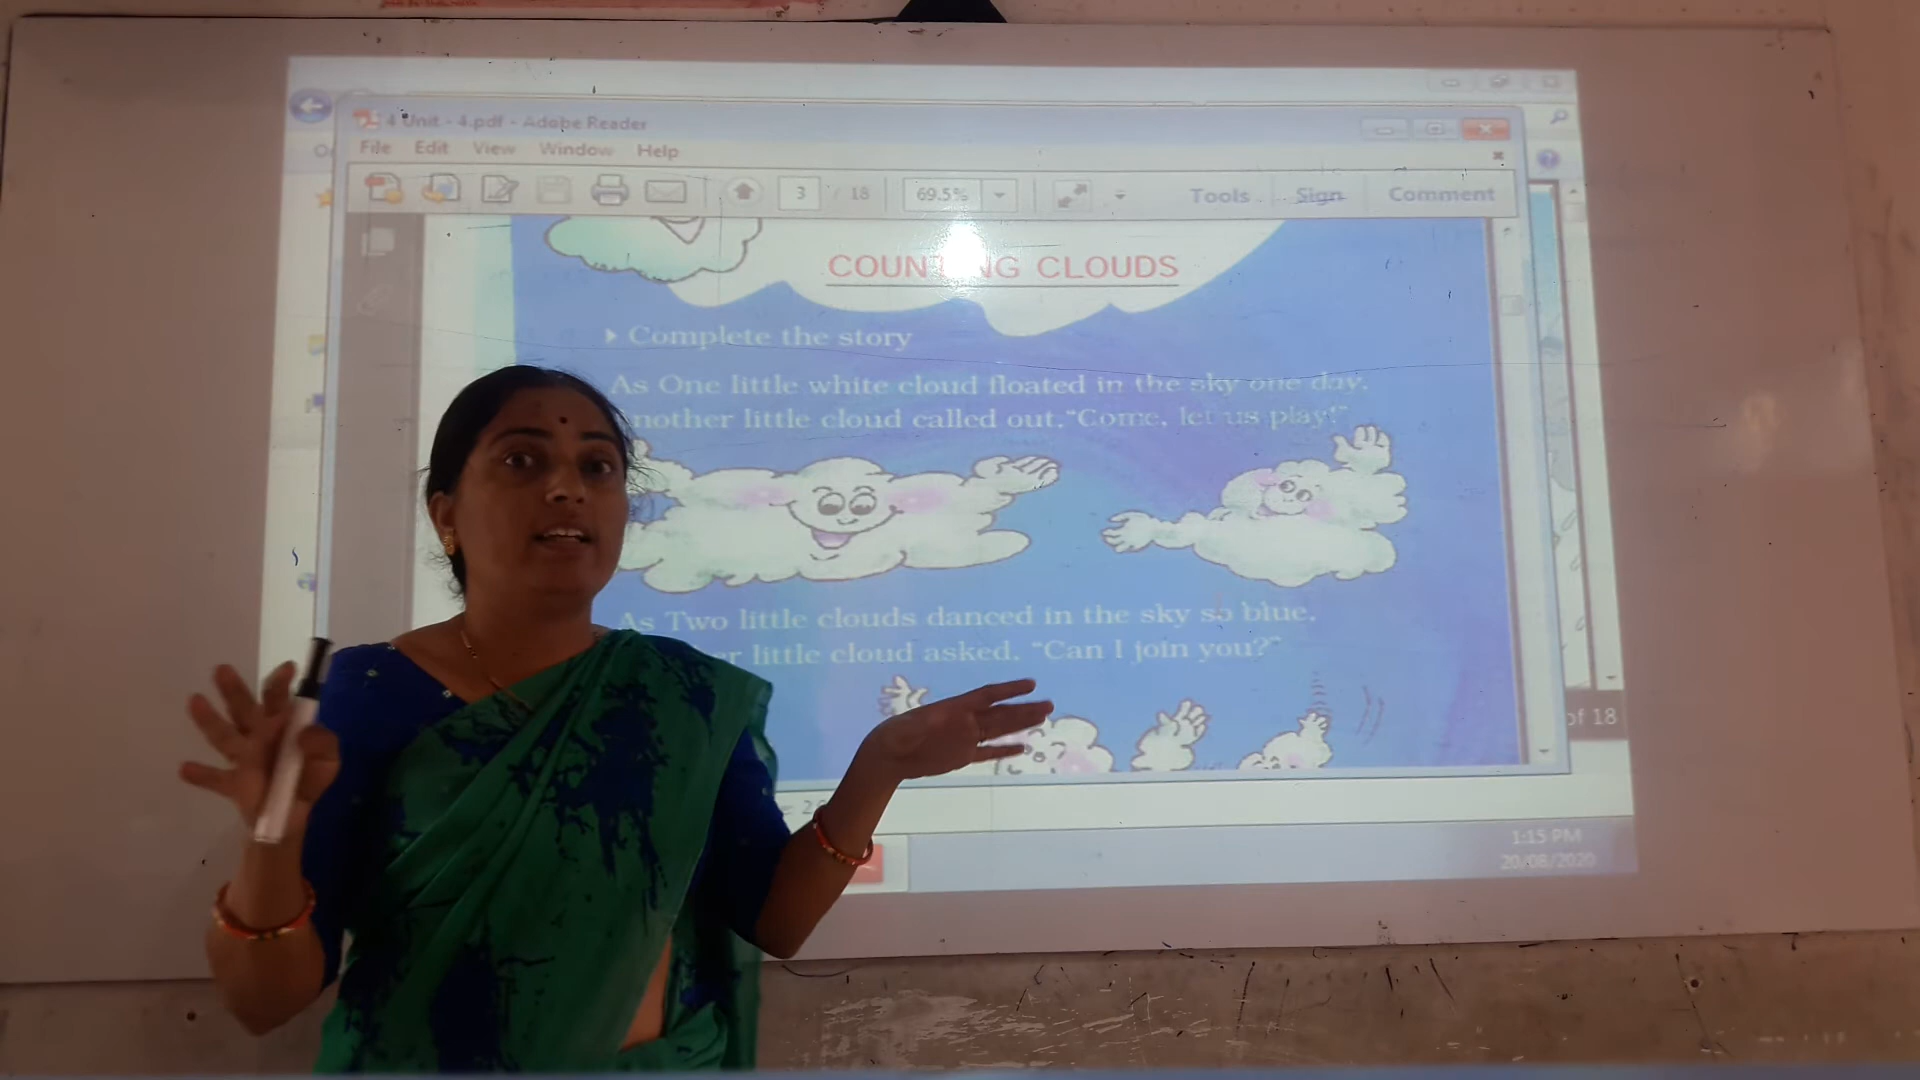 4 Unit - 4.pdf - Adobe Reader
File Edit View Window Help
3 / 18 69.5% Tools Sign Comment
COUNTING CLOUDS
Complete the story
As One little white cloud floated in the sky one day.
nother little cloud called out. "Come, let us play!"
As Two little clouds danced in the sky so blue.
er little cloud asked. "Can I join you?"
of 18
1:15 PM
20/08/2020